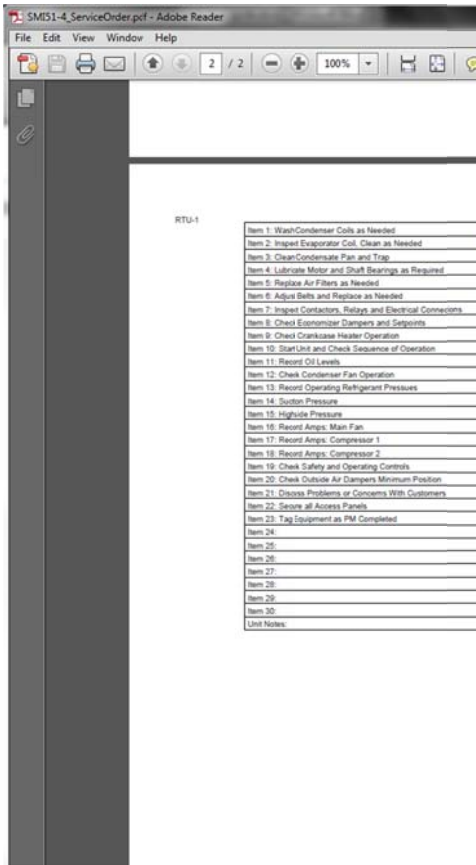 SMI51-4_ServiceOrder.pdf - Adobe Reader
File Edit View Window Help
2 / 2 100%
RTU-1
Item 1: Wash Condenser Coils as Needed
Item 2: Inspect Evaporator Coil, Clean as Needed
Item 3: Clean Condensate Pan and Trap
Item 4: Lubricate Motor and Shaft Bearings as Required
Item 5: Replace Air Filters as Needed
Item 6: Adjust Belts and Replace as Needed
Item 7: Inspect Contactors, Relays and Electrical Connecions
Item 8: Check Economizer Dampers and Setpoints
Item 9: Check Crankcase Heater Operation
Item 10: Start Unit and Check Sequence of Operation
Item 11: Record Oil Levels
Item 12: Check Condenser Fan Operation
Item 13: Record Operating Refrigerant Pressues
Item 14: Suction Pressure
Item 15: Highside Pressure
Item 16: Record Amps: Main Fan
Item 17: Record Amps: Compressor 1
Item 18: Record Amps: Compressor 2
Item 19: Check Safety and Operating Controls
Item 20: Check Outside Air Dampers Minimum Position
Item 21: Discuss Problems or Concerns With Customers
Item 22: Secure all Access Panels
Item 23: Tag Equipment as PM Completed
Item 24:
Item 25:
Item 26:
Item 27:
Item 28:
Item 29:
Item 30:
Unit Notes: